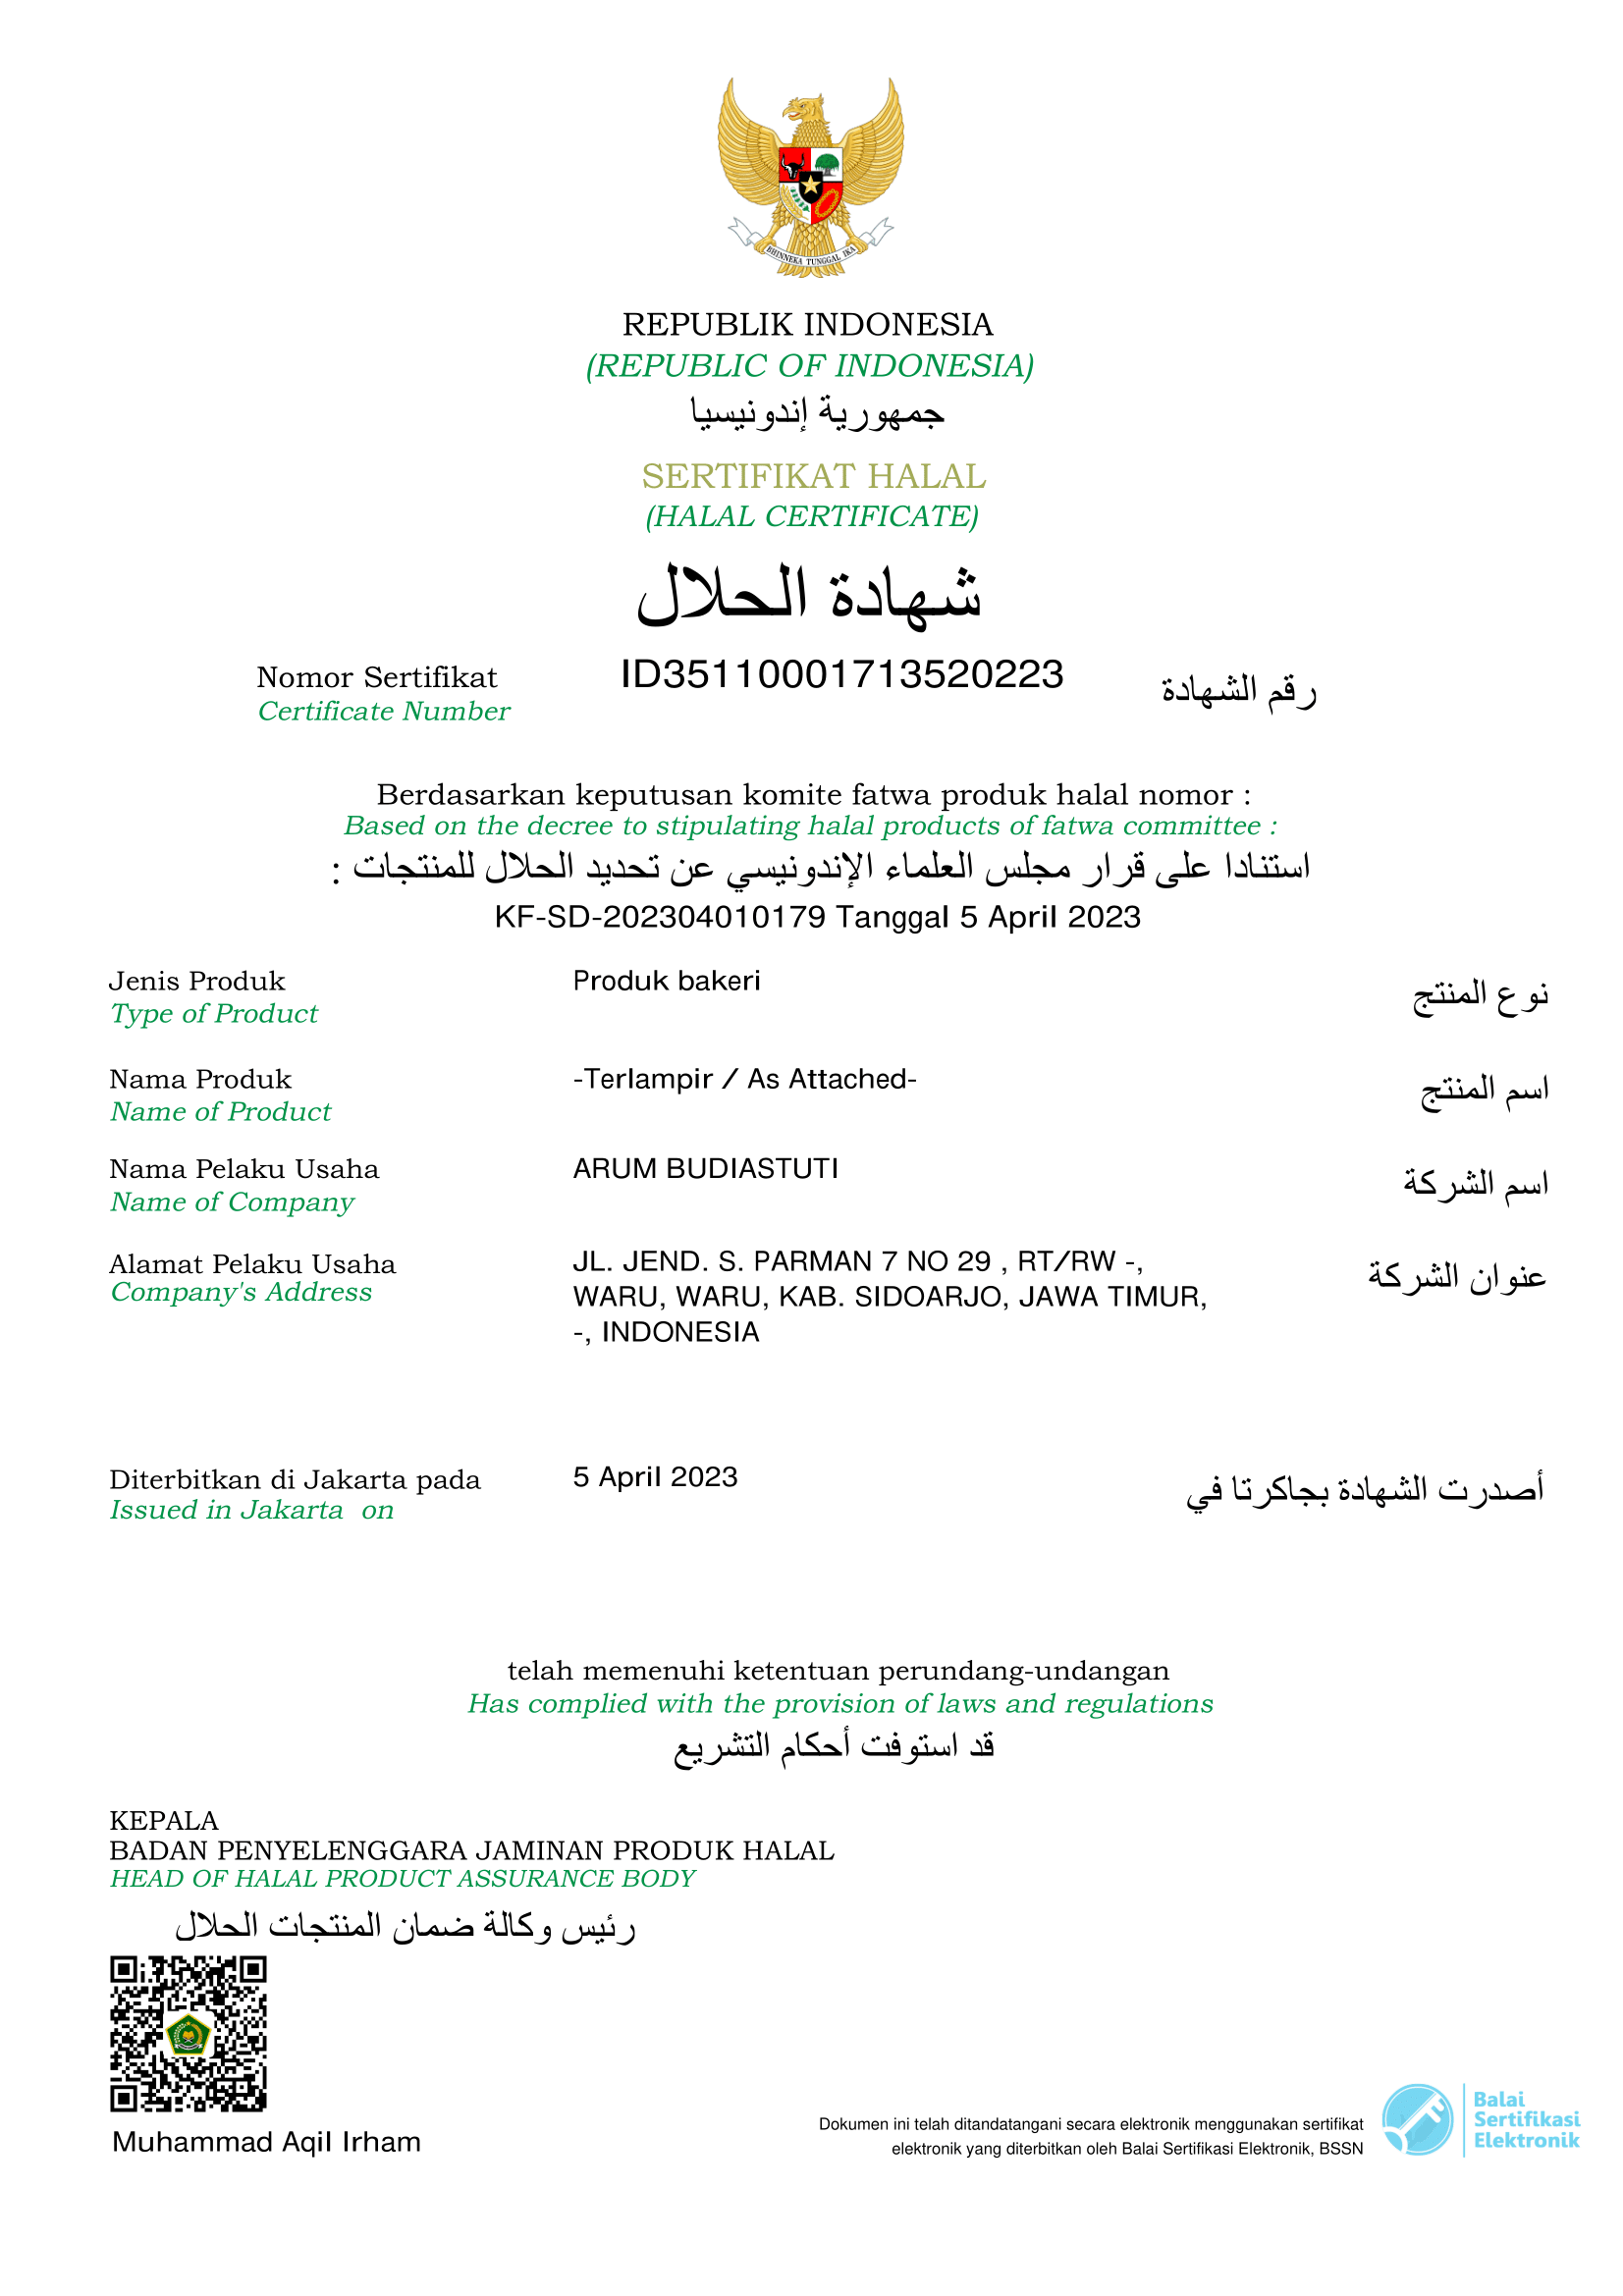 BHINNEKA TUNGGAL IKA
REPUBLIK INDONESIA
(REPUBLIC OF INDONESIA)
جمهورية إندونيسيا
SERTIFIKAT HALAL
(HALAL CERTIFICATE)
شهادة الحلال
Nomor Sertifikat ID35110001713520223 رقم الشهادة
Certificate Number
Berdasarkan keputusan komite fatwa produk halal nomor :
Based on the decree to stipulating halal products of fatwa committee :
استنادا على قرار مجلس العلماء الإندونيسي عن تحديد الحلال للمنتجات :
KF-SD-202304010179 Tanggal 5 April 2023
Jenis Produk Produk bakeri نوع المنتج
Type of Product
Nama Produk -Terlampir / As Attached- اسم المنتج
Name of Product
Nama Pelaku Usaha ARUM BUDIASTUTI اسم الشركة
Name of Company
Alamat Pelaku Usaha JL. JEND. S. PARMAN 7 NO 29 , RT/RW -, عنوان الشركة
Company's Address WARU, WARU, KAB. SIDOARJO, JAWA TIMUR,
-, INDONESIA
Diterbitkan di Jakarta pada 5 April 2023 أصدرت الشهادة بجاكرتا في
Issued in Jakarta on
telah memenuhi ketentuan perundang-undangan
Has complied with the provision of laws and regulations
قد استوفت أحكام التشريع
KEPALA
BADAN PENYELENGGARA JAMINAN PRODUK HALAL
HEAD OF HALAL PRODUCT ASSURANCE BODY
رئيس وكالة ضمان المنتجات الحلال
Muhammad Aqil Irham
Dokumen ini telah ditandatangani secara elektronik menggunakan sertifikat
elektronik yang diterbitkan oleh Balai Sertifikasi Elektronik, BSSN
Balai
Sertifikasi
Elektronik